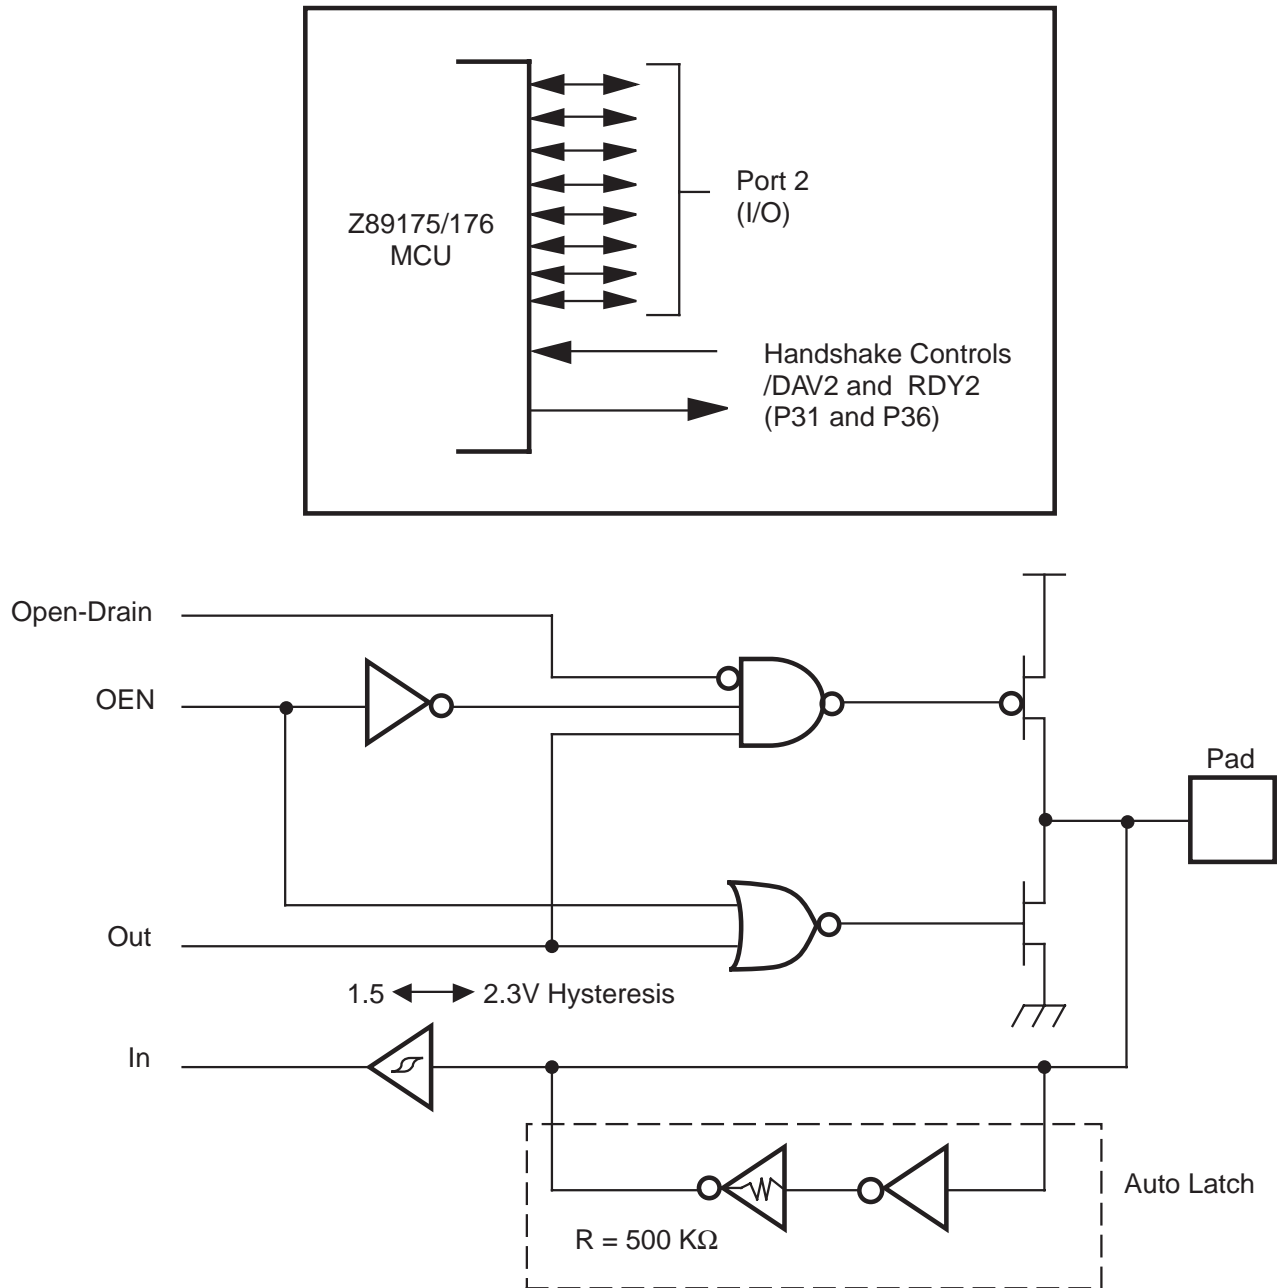 Z89175/176
MCU
Port 2
(I/O)
Handshake Controls
/DAV2 and RDY2
(P31 and P36)
Open-Drain
OEN
Pad
Out
1.5 2.3V Hysteresis
In
Auto Latch
R = 500 KΩ